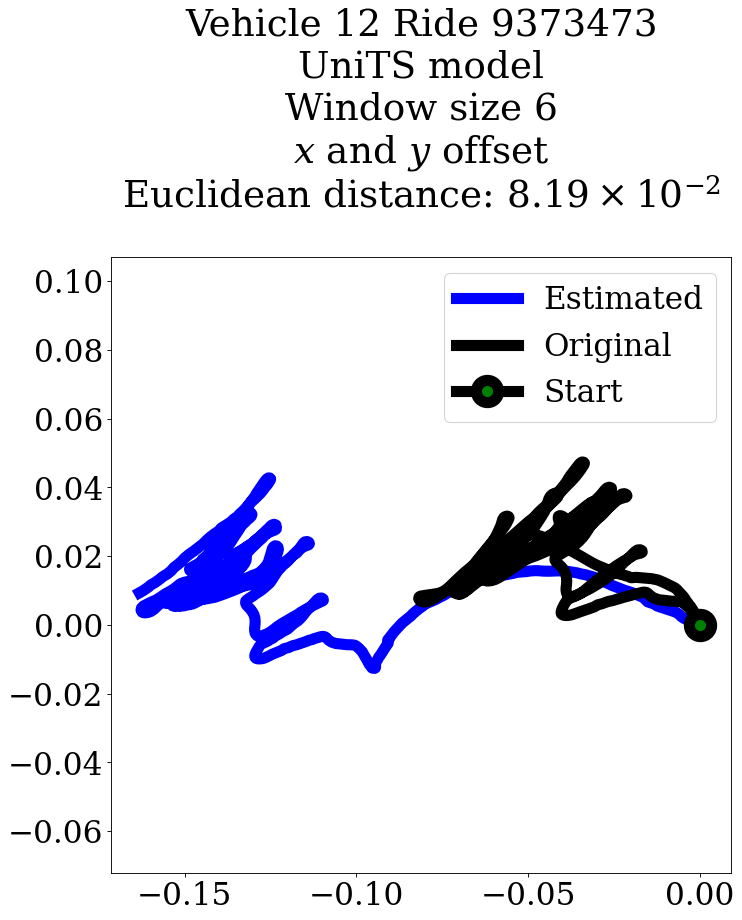 Vehicle 12 Ride 9373473
UniTS model
Window size 6
x and y offset
Euclidean distance: 8.19 × 10⁻²
Estimated
Original
Start
0.10
0.08
0.06
0.04
0.02
0.00
−0.02
−0.04
−0.06
−0.15
−0.10
−0.05
0.00